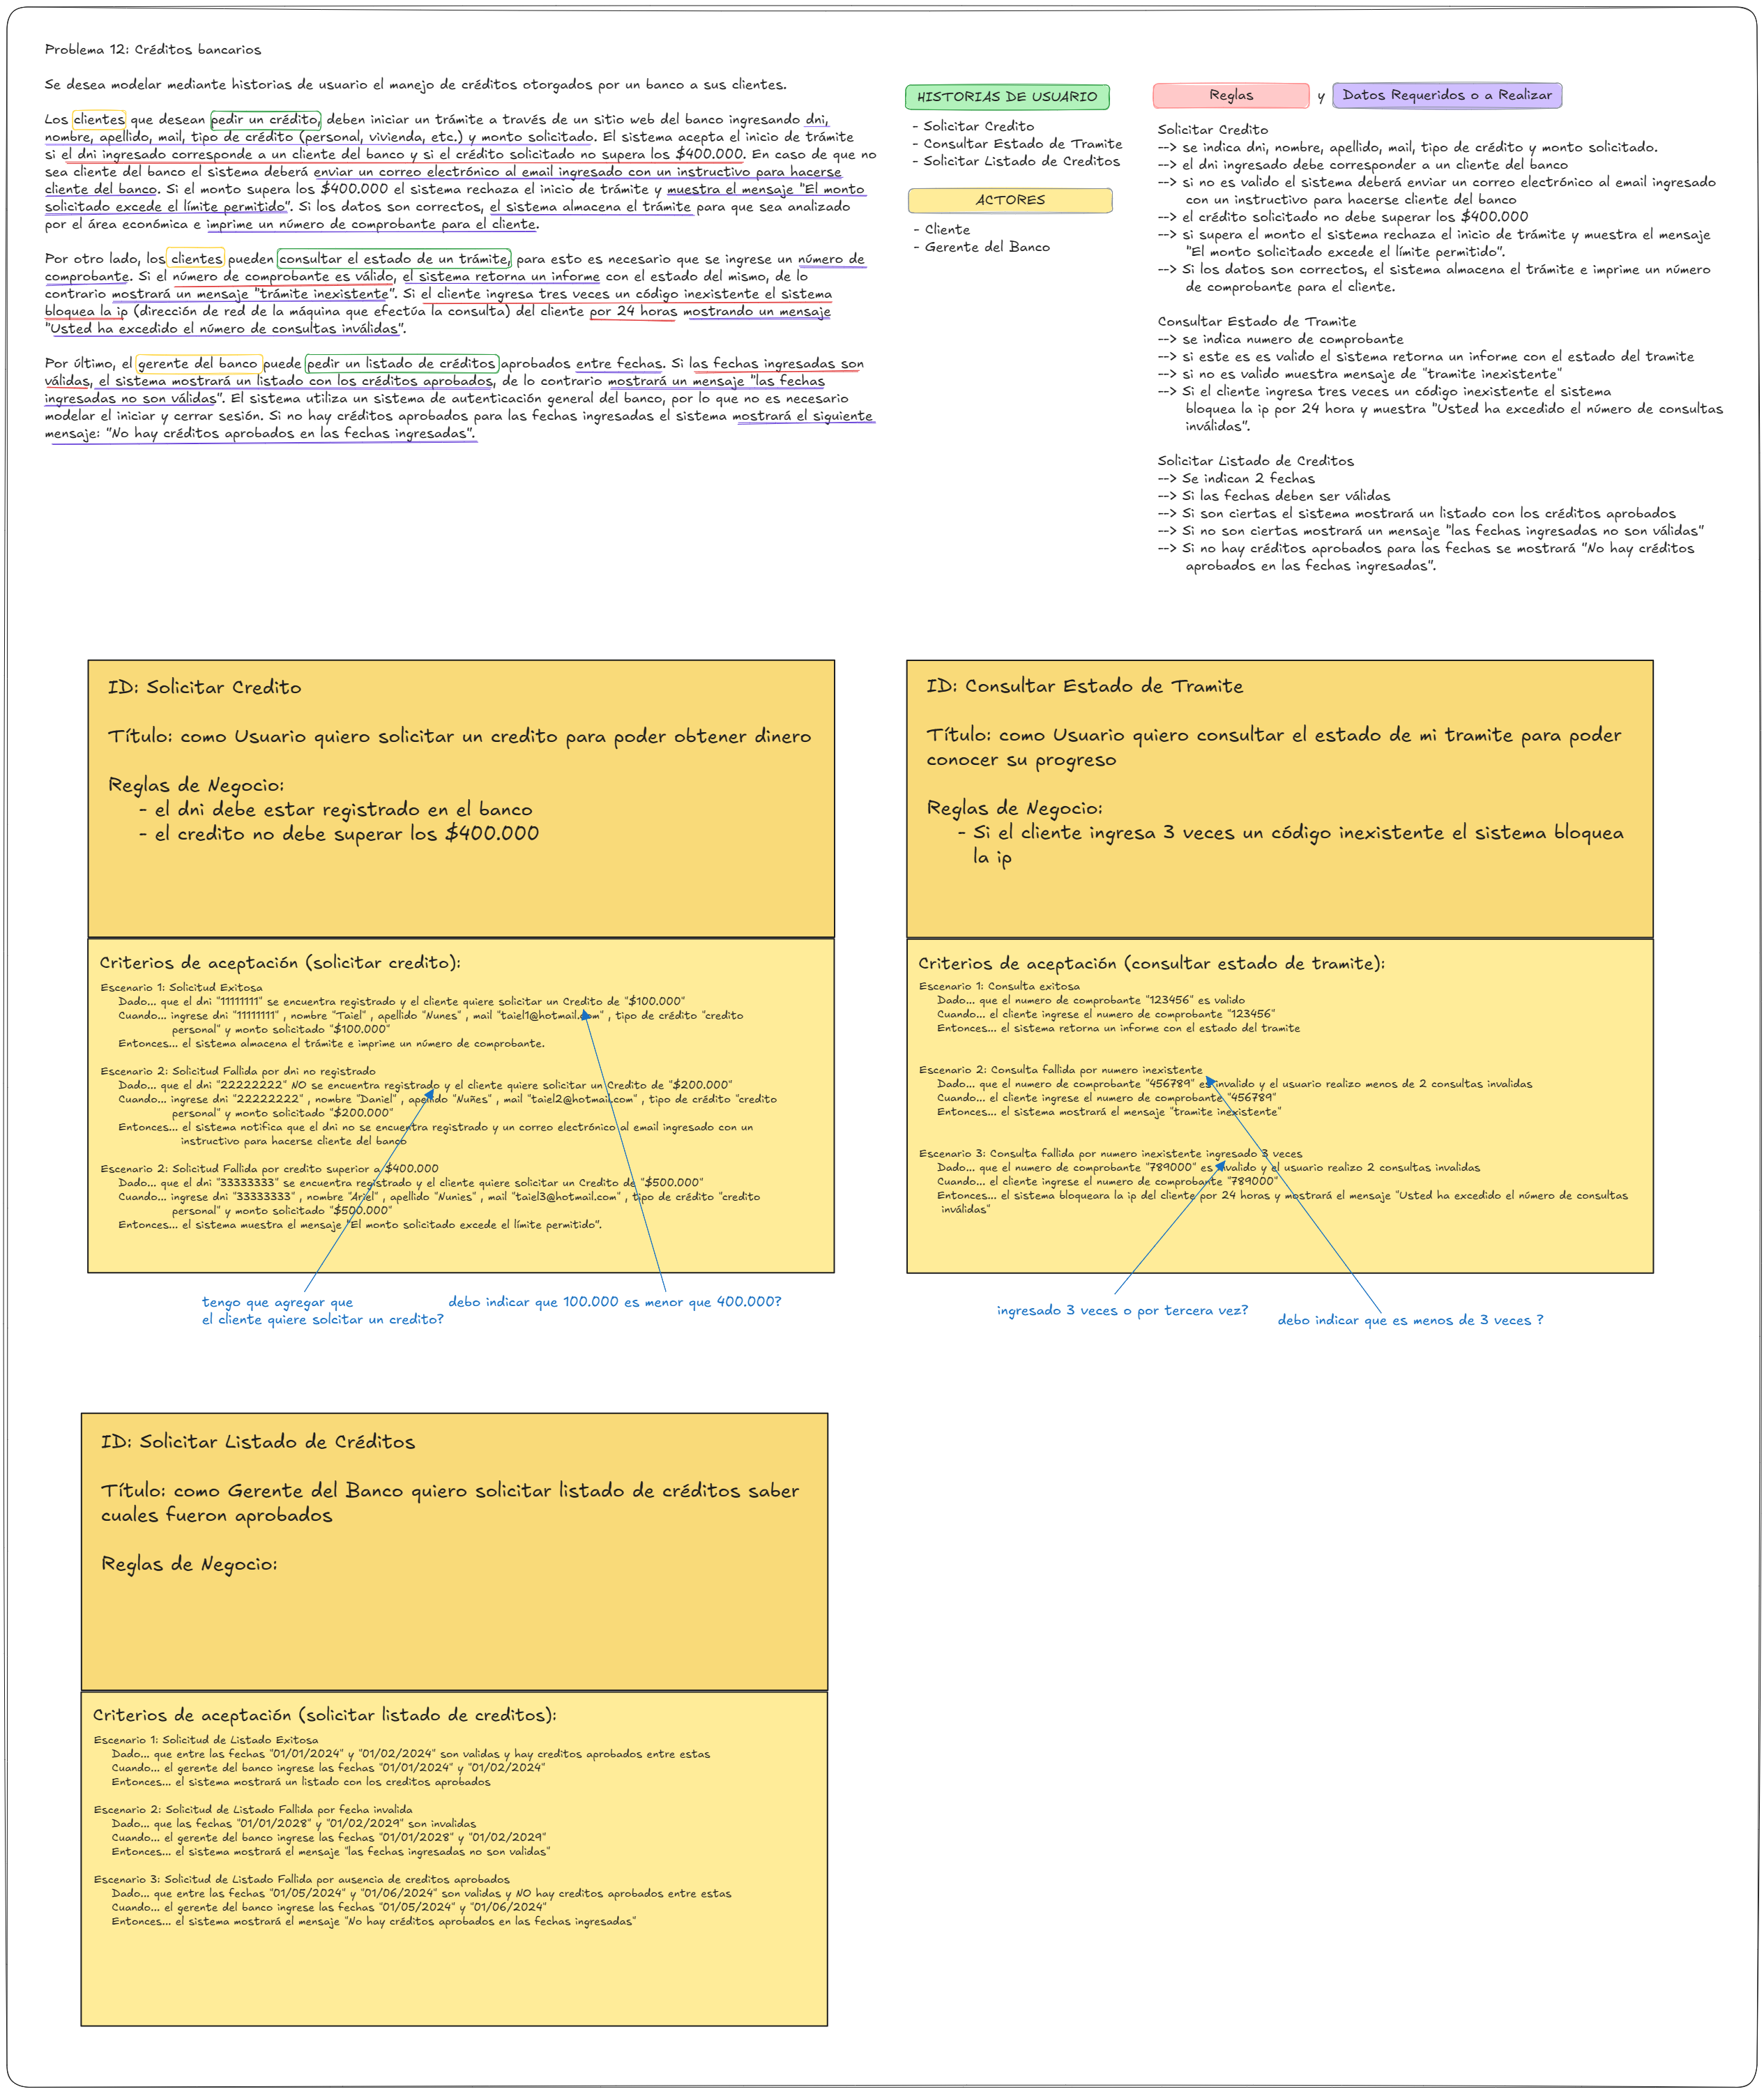 Problema 12: Créditos bancarios
Se desea modelar mediante historias de usuario el manejo de créditos otorgados por un banco a sus clientes.
Los clientes que desean pedir un crédito, deben iniciar un trámite a través de un sitio web del banco ingresando dni,
nombre, apellido, mail, tipo de crédito (personal, vivienda, etc.) y monto solicitado. El sistema acepta el inicio de trámite
si el dni ingresado corresponde a un cliente del banco y si el crédito solicitado no supera los $400.000. En caso de que no
sea cliente del banco el sistema deberá enviar un correo electrónico al email ingresado con un instructivo para hacerse
cliente del banco. Si el monto supera los $400.000 el sistema rechaza el inicio de trámite y muestra el mensaje "El monto
solicitado excede el límite permitido". Si los datos son correctos, el sistema almacena el trámite para que sea analizado
por el área económica e imprime un número de comprobante para el cliente.
Por otro lado, los clientes pueden consultar el estado de un trámite, para esto es necesario que se ingrese un número de
comprobante. Si el número de comprobante es válido, el sistema retorna un informe con el estado del mismo, de lo
contrario mostrará un mensaje "trámite inexistente". Si el cliente ingresa tres veces un código inexistente el sistema
bloquea la ip (dirección de red de la máquina que efectúa la consulta) del cliente por 24 horas mostrando un mensaje
"Usted ha excedido el número de consultas inválidas".
Por último, el gerente del banco puede pedir un listado de créditos aprobados entre fechas. Si las fechas ingresadas son
válidas, el sistema mostrará un listado con los créditos aprobados, de lo contrario mostrará un mensaje "las fechas
ingresadas no son válidas". El sistema utiliza un sistema de autenticación general del banco, por lo que no es necesario
modelar el iniciar y cerrar sesión. Si no hay créditos aprobados para las fechas ingresadas el sistema mostrará el siguiente
mensaje: "No hay créditos aprobados en las fechas ingresadas".
HISTORIAS DE USUARIO
- Solicitar Credito
- Consultar Estado de Tramite
- Solicitar Listado de Creditos
ACTORES
- Cliente
- Gerente del Banco
Reglas y Datos Requeridos o a Realizar
Solicitar Credito
--> se indica dni, nombre, apellido, mail, tipo de crédito y monto solicitado.
--> el dni ingresado debe corresponder a un cliente del banco
--> si no es valido el sistema deberá enviar un correo electrónico al email ingresado
con un instructivo para hacerse cliente del banco
--> el crédito solicitado no debe superar los $400.000
--> si supera el monto el sistema rechaza el inicio de trámite y muestra el mensaje
"El monto solicitado excede el límite permitido".
--> Si los datos son correctos, el sistema almacena el trámite e imprime un número
de comprobante para el cliente.
Consultar Estado de Tramite
--> se indica numero de comprobante
--> si este es es valido el sistema retorna un informe con el estado del tramite
--> si no es valido muestra mensaje de "tramite inexistente"
--> Si el cliente ingresa tres veces un código inexistente el sistema
bloquea la ip por 24 hora y muestra "Usted ha excedido el número de consultas
inválidas".
Solicitar Listado de Creditos
--> Se indican 2 fechas
--> Si las fechas deben ser válidas
--> Si son ciertas el sistema mostrará un listado con los créditos aprobados
--> Si no son ciertas mostrará un mensaje "las fechas ingresadas no son válidas"
--> Si no hay créditos aprobados para las fechas se mostrará "No hay créditos
aprobados en las fechas ingresadas".
ID: Solicitar Credito
Título: como Usuario quiero solicitar un credito para poder obtener dinero
Reglas de Negocio:
- el dni debe estar registrado en el banco
- el credito no debe superar los $400.000
Criterios de aceptación (solicitar credito):
Escenario 1: Solicitud Exitosa
Dado... que el dni "11111111" se encuentra registrado y el cliente quiere solicitar un Credito de "$100.000"
Cuando... ingrese dni "11111111" , nombre "Taiel" , apellido "Nunes" , mail "taiel1@hotmail.com" , tipo de crédito "credito
personal" y monto solicitado "$100.000"
Entonces... el sistema almacena el trámite e imprime un número de comprobante.
Escenario 2: Solicitud Fallida por dni no registrado
Dado... que el dni "22222222" NO se encuentra registrado y el cliente quiere solicitar un Credito de "$200.000"
Cuando... ingrese dni "22222222" , nombre "Daniel" , apellido "Nuñes" , mail "taiel2@hotmail.com" , tipo de crédito "credito
personal" y monto solicitado "$200.000"
Entonces... el sistema notifica que el dni no se encuentra registrado y un correo electrónico al email ingresado con un
instructivo para hacerse cliente del banco
Escenario 2: Solicitud Fallida por credito superior a $400.000
Dado... que el dni "33333333" se encuentra registrado y el cliente quiere solicitar un Credito de "$500.000"
Cuando... ingrese dni "33333333" , nombre "Ariel" , apellido "Nunies" , mail "taiel3@hotmail.com" , tipo de crédito "credito
personal" y monto solicitado "$500.000"
Entonces... el sistema muestra el mensaje "El monto solicitado excede el límite permitido".
tengo que agregar que
el cliente quiere solcitar un credito?
debo indicar que 100.000 es menor que 400.000?
ID: Consultar Estado de Tramite
Título: como Usuario quiero consultar el estado de mi tramite para poder
conocer su progreso
Reglas de Negocio:
- Si el cliente ingresa 3 veces un código inexistente el sistema bloquea
la ip
Criterios de aceptación (consultar estado de tramite):
Escenario 1: Consulta exitosa
Dado... que el numero de comprobante "123456" es valido
Cuando... el cliente ingrese el numero de comprobante "123456"
Entonces... el sistema retorna un informe con el estado del tramite
Escenario 2: Consulta fallida por numero inexistente
Dado... que el numero de comprobante "456789" es invalido y el usuario realizo menos de 2 consultas invalidas
Cuando... el cliente ingrese el numero de comprobante "456789"
Entonces... el sistema mostrará el mensaje "tramite inexistente"
Escenario 3: Consulta fallida por numero inexistente ingresado 3 veces
Dado... que el numero de comprobante "789000" es invalido y el usuario realizo 2 consultas invalidas
Cuando... el cliente ingrese el numero de comprobante "789000"
Entonces... el sistema bloqueara la ip del cliente por 24 horas y mostrará el mensaje "Usted ha excedido el número de consultas
inválidas"
ingresado 3 veces o por tercera vez?
debo indicar que es menos de 3 veces ?
ID: Solicitar Listado de Créditos
Título: como Gerente del Banco quiero solicitar listado de créditos saber
cuales fueron aprobados
Reglas de Negocio:
Criterios de aceptación (solicitar listado de creditos):
Escenario 1: Solicitud de Listado Exitosa
Dado... que entre las fechas "01/01/2024" y "01/02/2024" son validas y hay creditos aprobados entre estas
Cuando... el gerente del banco ingrese las fechas "01/01/2024" y "01/02/2024"
Entonces... el sistema mostrará un listado con los creditos aprobados
Escenario 2: Solicitud de Listado Fallida por fecha invalida
Dado... que las fechas "01/01/2028" y "01/02/2029" son invalidas
Cuando... el gerente del banco ingrese las fechas "01/01/2028" y "01/02/2029"
Entonces... el sistema mostrará el mensaje "las fechas ingresadas no son validas"
Escenario 3: Solicitud de Listado Fallida por ausencia de creditos aprobados
Dado... que entre las fechas "01/05/2024" y "01/06/2024" son validas y NO hay creditos aprobados entre estas
Cuando... el gerente del banco ingrese las fechas "01/05/2024" y "01/06/2024"
Entonces... el sistema mostrará el mensaje "No hay créditos aprobados en las fechas ingresadas"